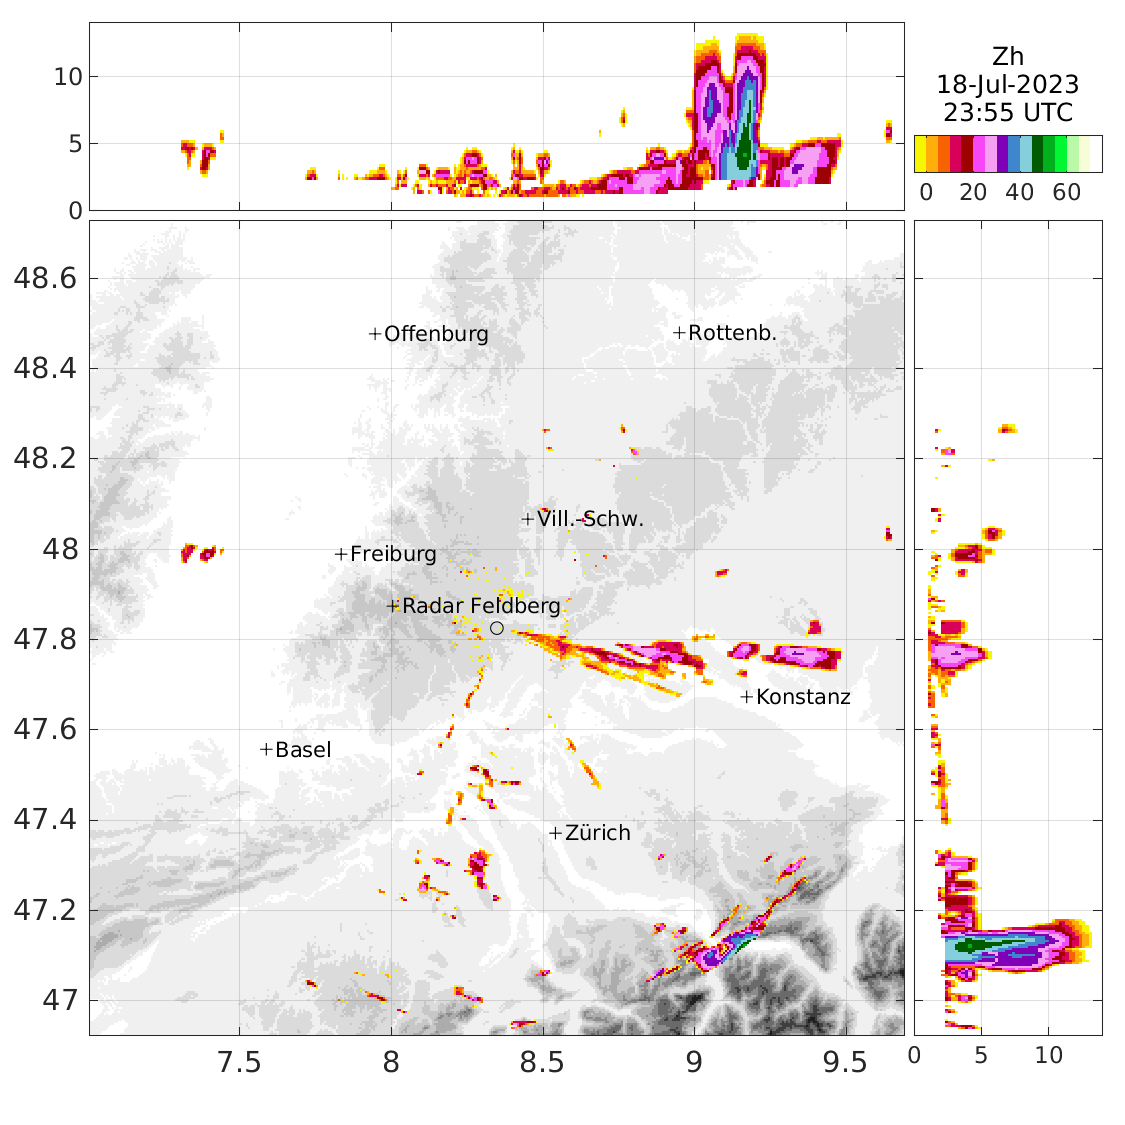 10
5
0
Zh
18-Jul-2023
23:55 UTC
0 20 40 60
48.6
48.4
48.2
48
47.8
47.6
47.4
47.2
47
+Offenburg
+Rottenb.
+Vill.-Schw.
+Freiburg
+Radar Feldberg
+Konstanz
+Basel
+Zürich
7.5 8 8.5 9 9.5
0 5 10